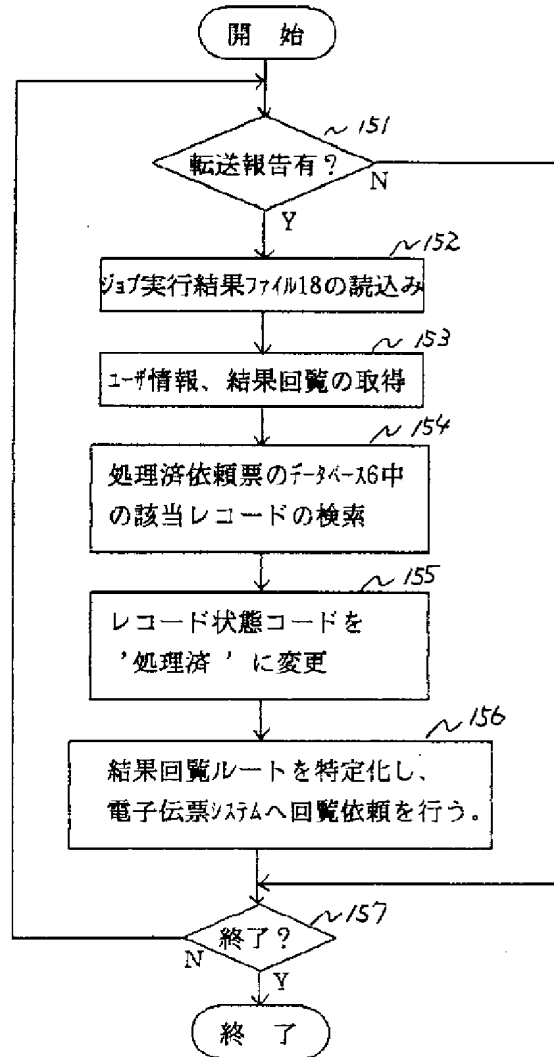 開 始
151
転送報告有?
N
Y
152
ジョブ実行結果ファイル18の読込み
153
ユーザ情報、結果回覧の取得
154
処理済依頼票のデータベース6中
の該当レコードの検索
155
レコード状態コードを
'処理済'に変更
156
結果回覧ルートを特定化し、
電子伝票システムへ回覧依頼を行う。
157
終了?
N
Y
終 了